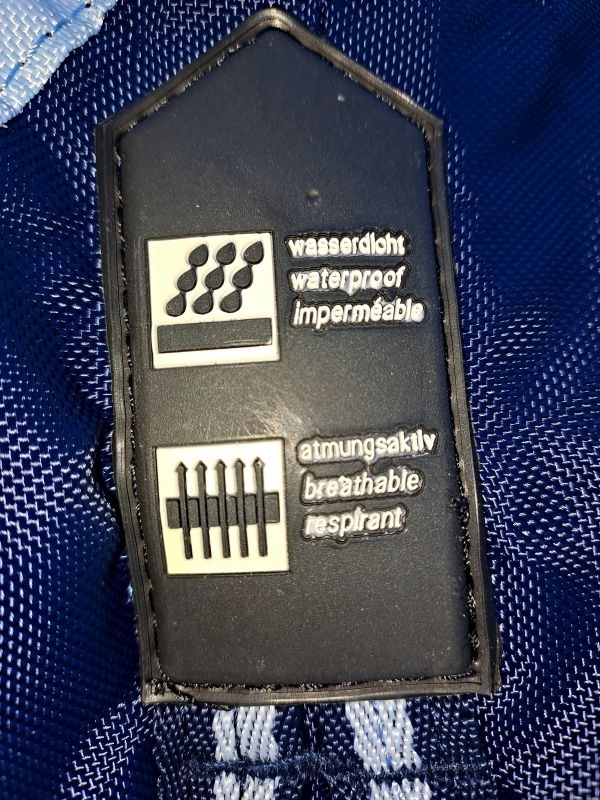 wasserdicht
waterproof
imperméable
atmungsaktiv
breathable
respirant